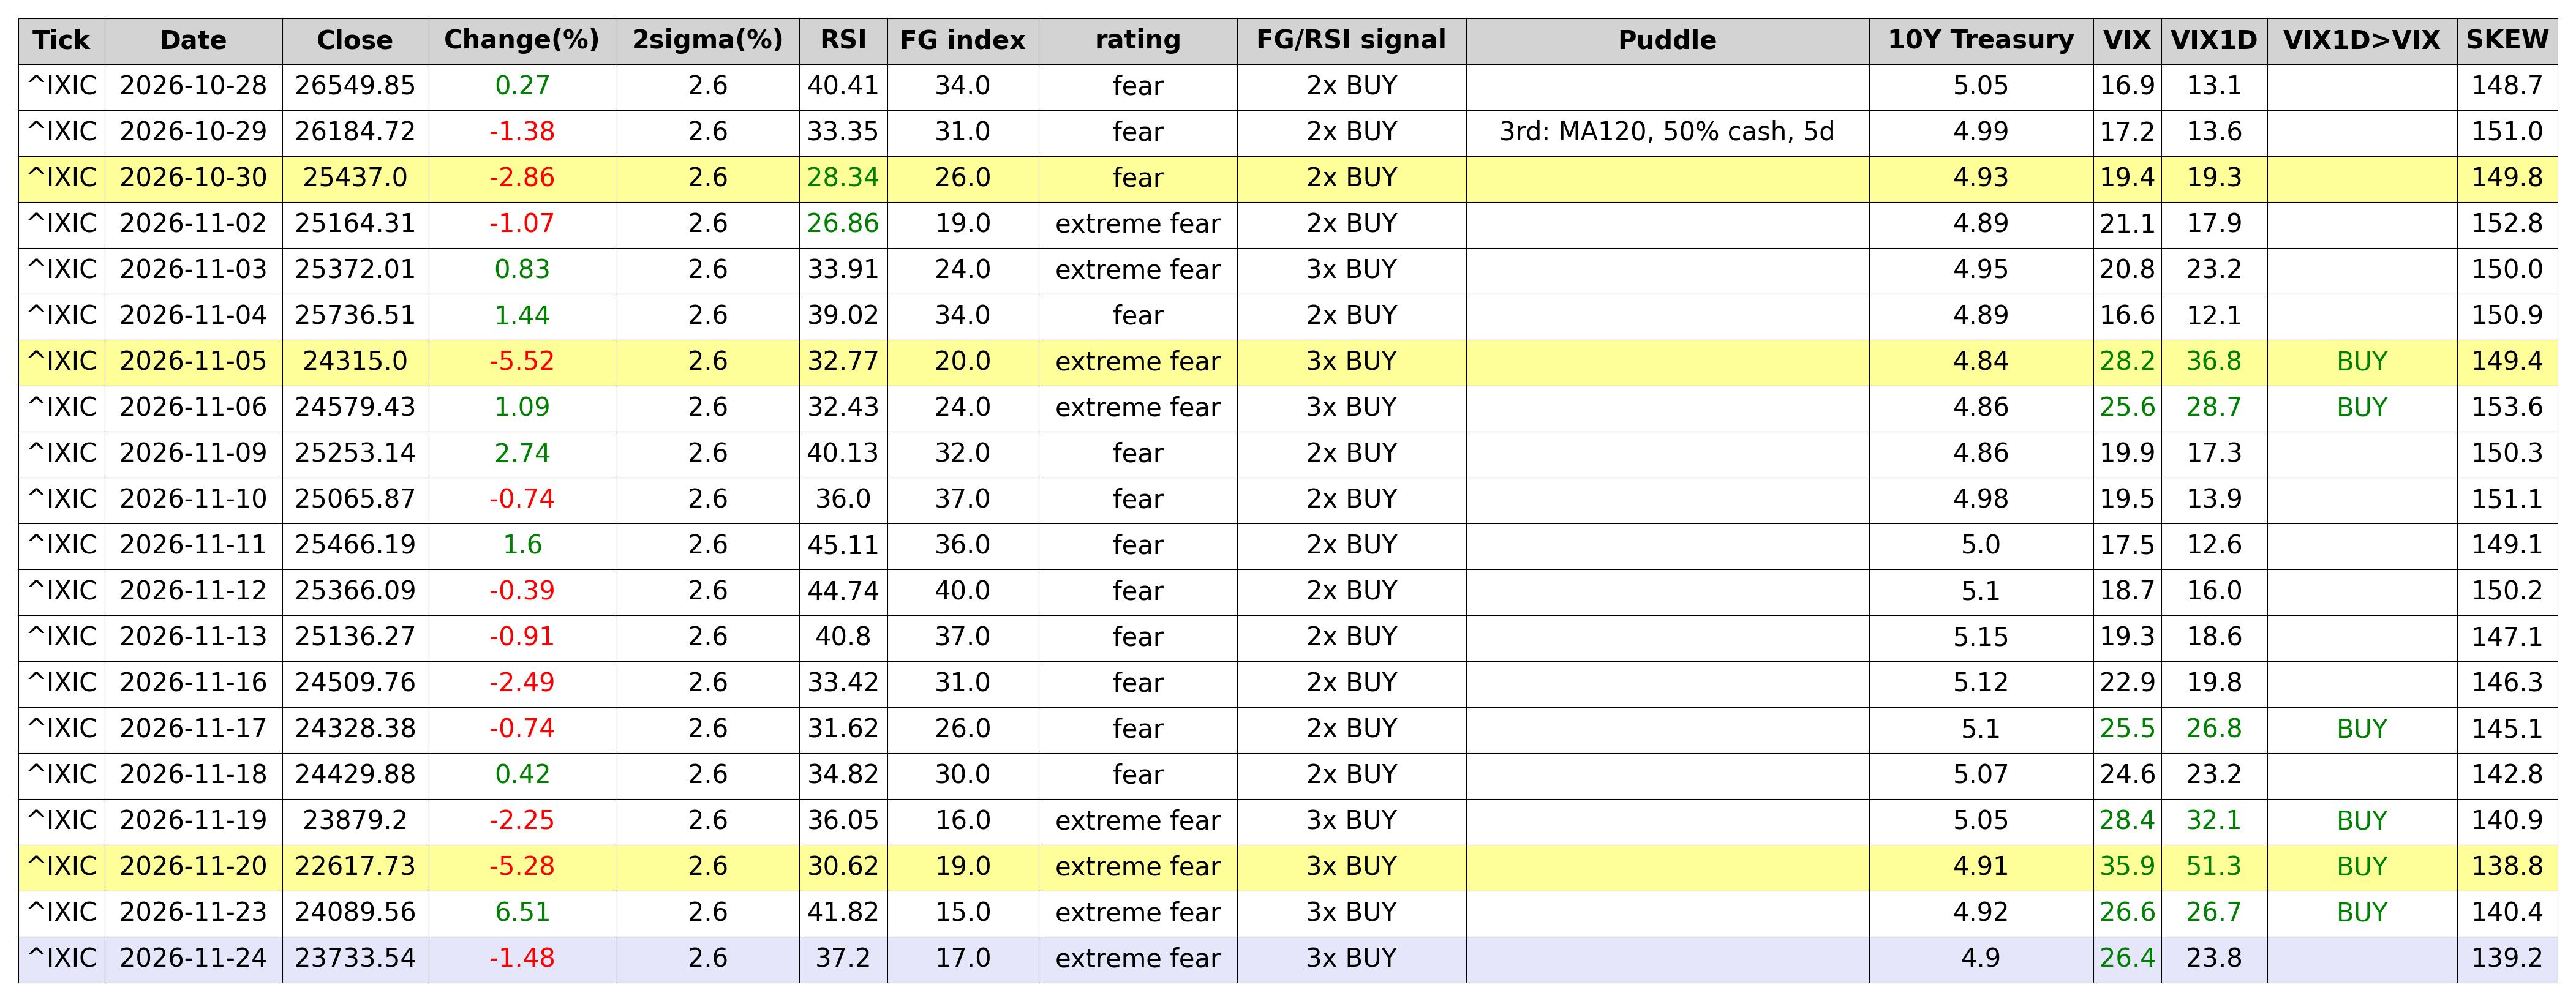 Tick Date Close Change(%) 2sigma(%) RSI FG index rating FG/RSI signal Puddle 10Y Treasury VIX VIX1D VIX1D>VIX SKEW
^IXIC 2026-10-28 26549.85 0.27 2.6 40.41 34.0 fear 2x BUY 5.05 16.9 13.1 148.7
^IXIC 2026-10-29 26184.72 -1.38 2.6 33.35 31.0 fear 2x BUY 3rd: MA120, 50% cash, 5d 4.99 17.2 13.6 151.0
^IXIC 2026-10-30 25437.0 -2.86 2.6 28.34 26.0 fear 2x BUY 4.93 19.4 19.3 149.8
^IXIC 2026-11-02 25164.31 -1.07 2.6 26.86 19.0 extreme fear 2x BUY 4.89 21.1 17.9 152.8
^IXIC 2026-11-03 25372.01 0.83 2.6 33.91 24.0 extreme fear 3x BUY 4.95 20.8 23.2 150.0
^IXIC 2026-11-04 25736.51 1.44 2.6 39.02 34.0 fear 2x BUY 4.89 16.6 12.1 150.9
^IXIC 2026-11-05 24315.0 -5.52 2.6 32.77 20.0 extreme fear 3x BUY 4.84 28.2 36.8 BUY 149.4
^IXIC 2026-11-06 24579.43 1.09 2.6 32.43 24.0 extreme fear 3x BUY 4.86 25.6 28.7 BUY 153.6
^IXIC 2026-11-09 25253.14 2.74 2.6 40.13 32.0 fear 2x BUY 4.86 19.9 17.3 150.3
^IXIC 2026-11-10 25065.87 -0.74 2.6 36.0 37.0 fear 2x BUY 4.98 19.5 13.9 151.1
^IXIC 2026-11-11 25466.19 1.6 2.6 45.11 36.0 fear 2x BUY 5.0 17.5 12.6 149.1
^IXIC 2026-11-12 25366.09 -0.39 2.6 44.74 40.0 fear 2x BUY 5.1 18.7 16.0 150.2
^IXIC 2026-11-13 25136.27 -0.91 2.6 40.8 37.0 fear 2x BUY 5.15 19.3 18.6 147.1
^IXIC 2026-11-16 24509.76 -2.49 2.6 33.42 31.0 fear 2x BUY 5.12 22.9 19.8 146.3
^IXIC 2026-11-17 24328.38 -0.74 2.6 31.62 26.0 fear 2x BUY 5.1 25.5 26.8 BUY 145.1
^IXIC 2026-11-18 24429.88 0.42 2.6 34.82 30.0 fear 2x BUY 5.07 24.6 23.2 142.8
^IXIC 2026-11-19 23879.2 -2.25 2.6 36.05 16.0 extreme fear 3x BUY 5.05 28.4 32.1 BUY 140.9
^IXIC 2026-11-20 22617.73 -5.28 2.6 30.62 19.0 extreme fear 3x BUY 4.91 35.9 51.3 BUY 138.8
^IXIC 2026-11-23 24089.56 6.51 2.6 41.82 15.0 extreme fear 3x BUY 4.92 26.6 26.7 BUY 140.4
^IXIC 2026-11-24 23733.54 -1.48 2.6 37.2 17.0 extreme fear 3x BUY 4.9 26.4 23.8 139.2